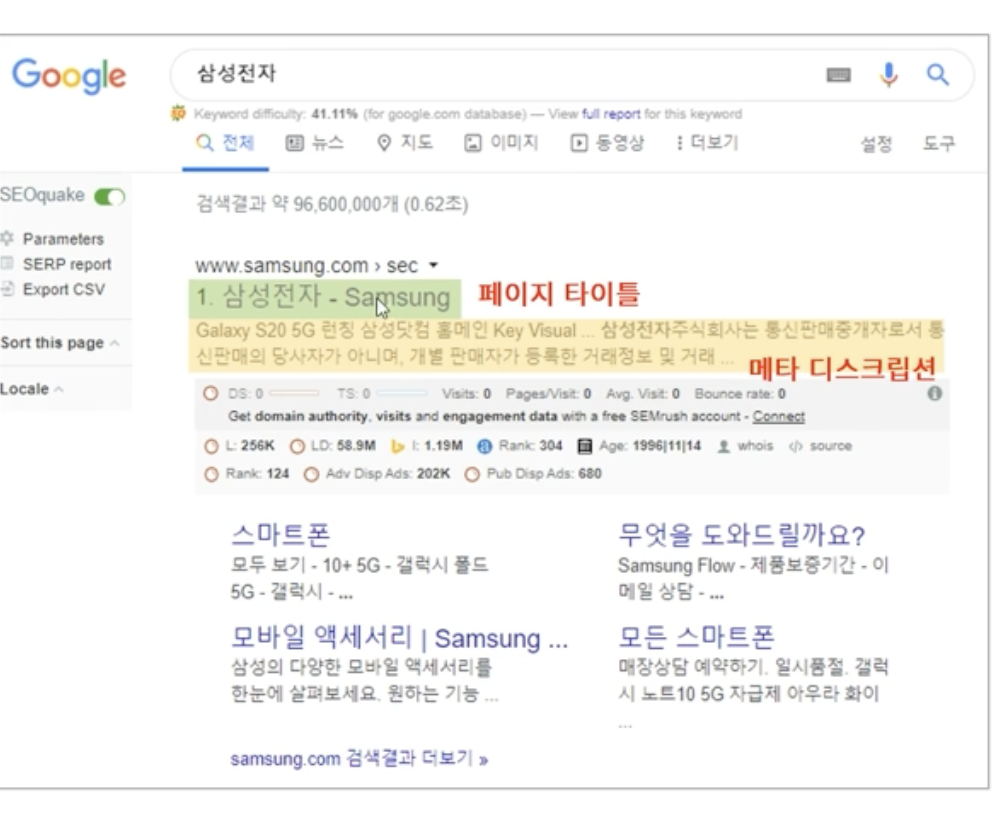 Google
삼성전자
Keyword difficulty: 41.11% (for google.com database) — View full report for this keyword
전체 뉴스 지도 이미지 동영상 더보기 설정 도구
SEOquake
Parameters
SERP report
Export CSV
Sort this page
Locale
검색결과 약 96,600,000개 (0.62초)
www.samsung.com › sec
1. 삼성전자 - Samsung 페이지 타이틀
Galaxy S20 5G 런칭 삼성닷컴 홈메인 Key Visual ... 삼성전자주식회사는 통신판매중개자로서 통
신판매의 당사자가 아니며, 개별 판매자가 등록한 거래정보 및 거래 ...
메타 디스크립션
DS: 0 TS: 0 Visits: 0 Pages/Visit: 0 Avg. Visit: 0 Bounce rate: 0
Get domain authority, visits and engagement data with a free SEMrush account - Connect
L: 256K LD: 58.9M I: 1.19M Rank: 304 Age: 1996|11|14 whois source
Rank: 124 Adv Disp Ads: 202K Pub Disp Ads: 680
스마트폰
모두 보기 - 10+ 5G - 갤럭시 폴드
5G - 갤럭시 - ...
무엇을 도와드릴까요?
Samsung Flow - 제품보증기간 - 이
메일 상담 - ...
모바일 액세서리 | Samsung ...
삼성의 다양한 모바일 액세서리를
한눈에 살펴보세요. 원하는 기능 ...
모든 스마트폰
매장상담 예약하기. 일시품절. 갤럭
시 노트10 5G 자급제 아우라 화이
...
samsung.com 검색결과 더보기 »